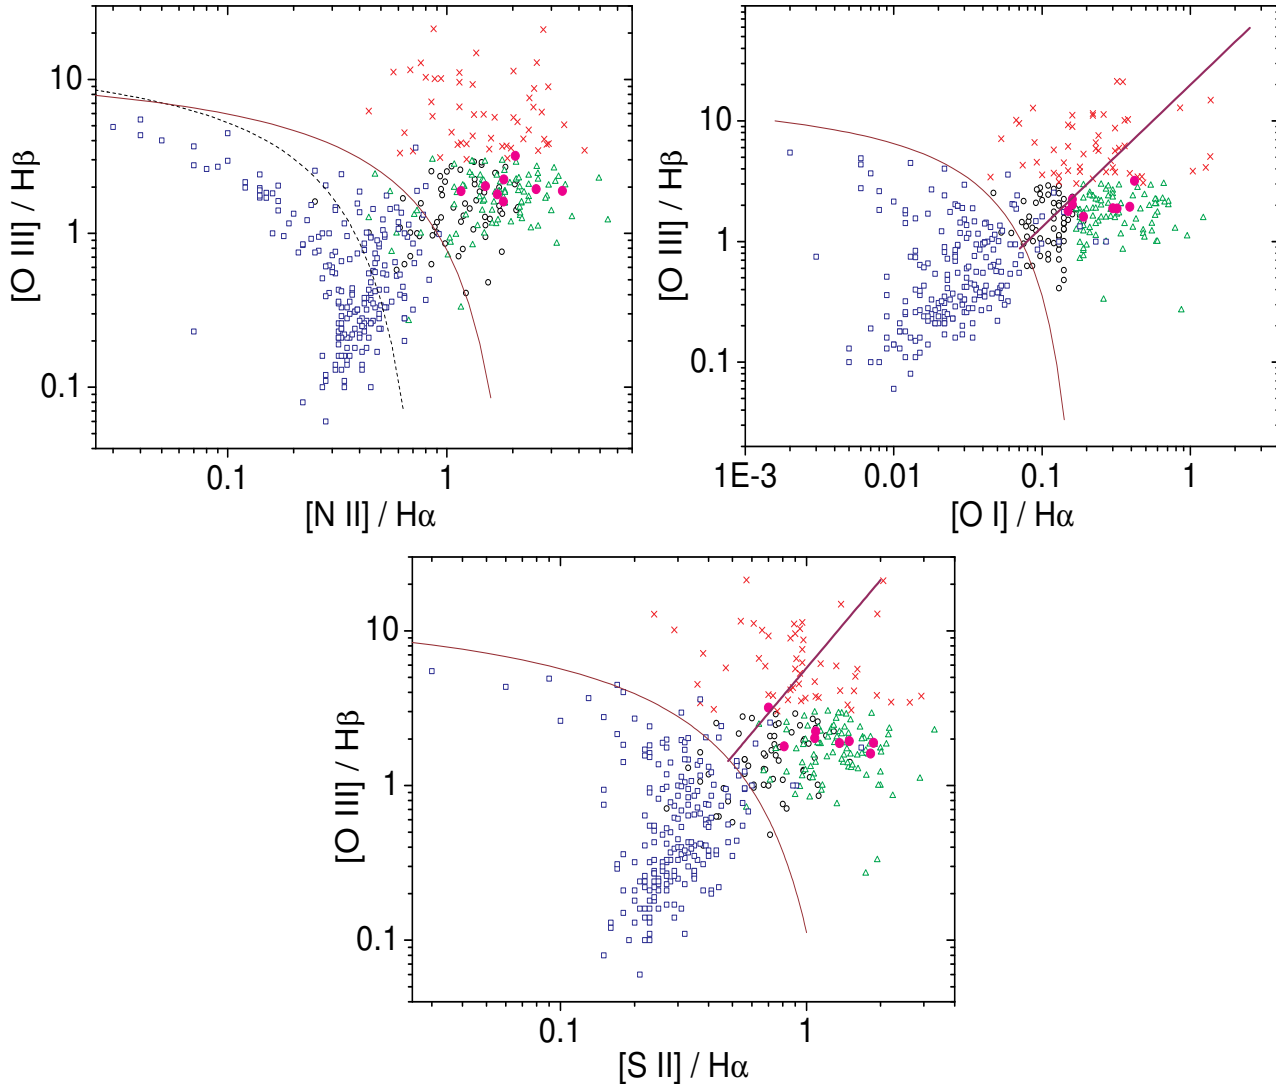 10
1
0.1
[O III] / Hβ
0.1
1
[N II] / Hα
10
1
0.1
[O III] / Hβ
1E-3
0.01
0.1
1
[O I] / Hα
10
1
0.1
[O III] / Hβ
0.1
1
[S II] / Hα